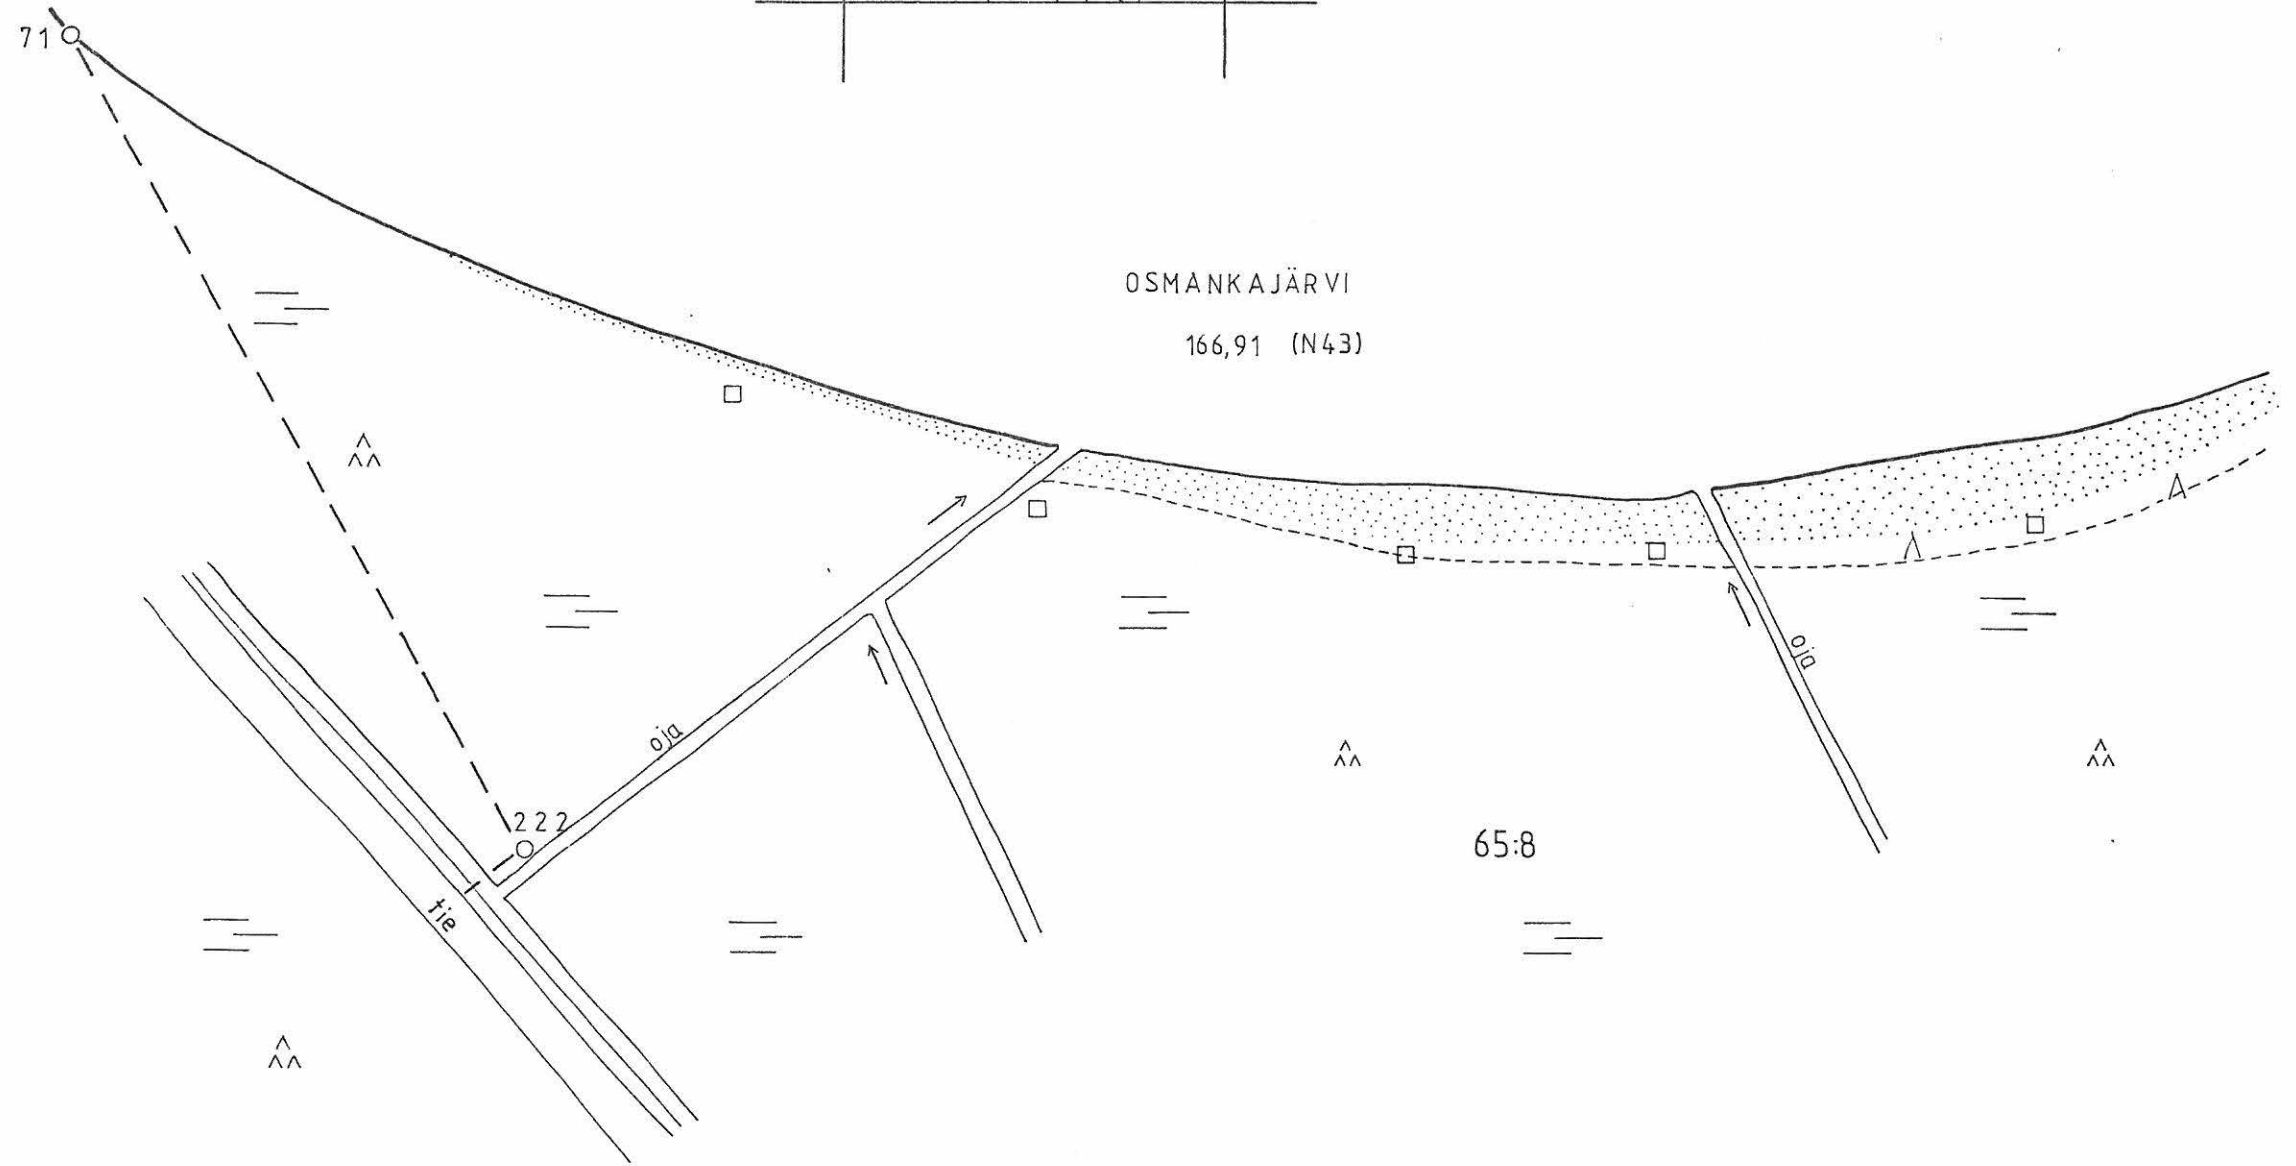 71
OSMANKAJÄRVI
166,91 (N43)
oja
oja
222
65:8
tie